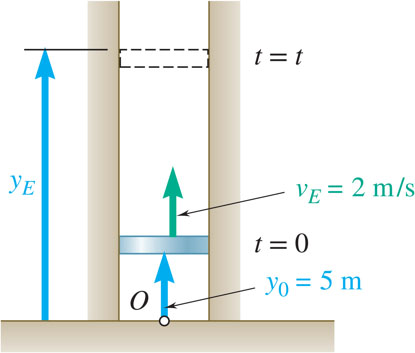 t = t
y_E
v_E = 2 m/s
t = 0
O
y_0 = 5 m